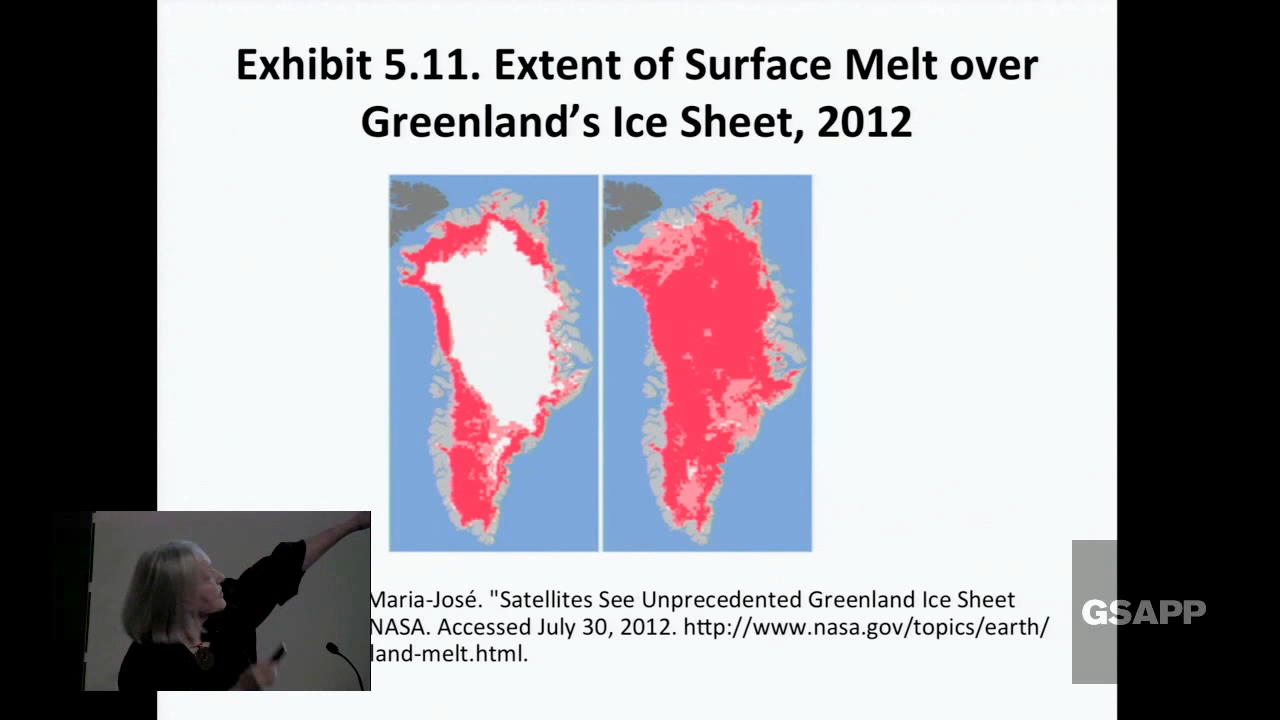 Exhibit 5.11. Extent of Surface Melt over
Greenland’s Ice Sheet, 2012
Maria-José. "Satellites See Unprecedented Greenland Ice Sheet
NASA. Accessed July 30, 2012. http://www.nasa.gov/topics/earth/
land-melt.html.
GSAPP